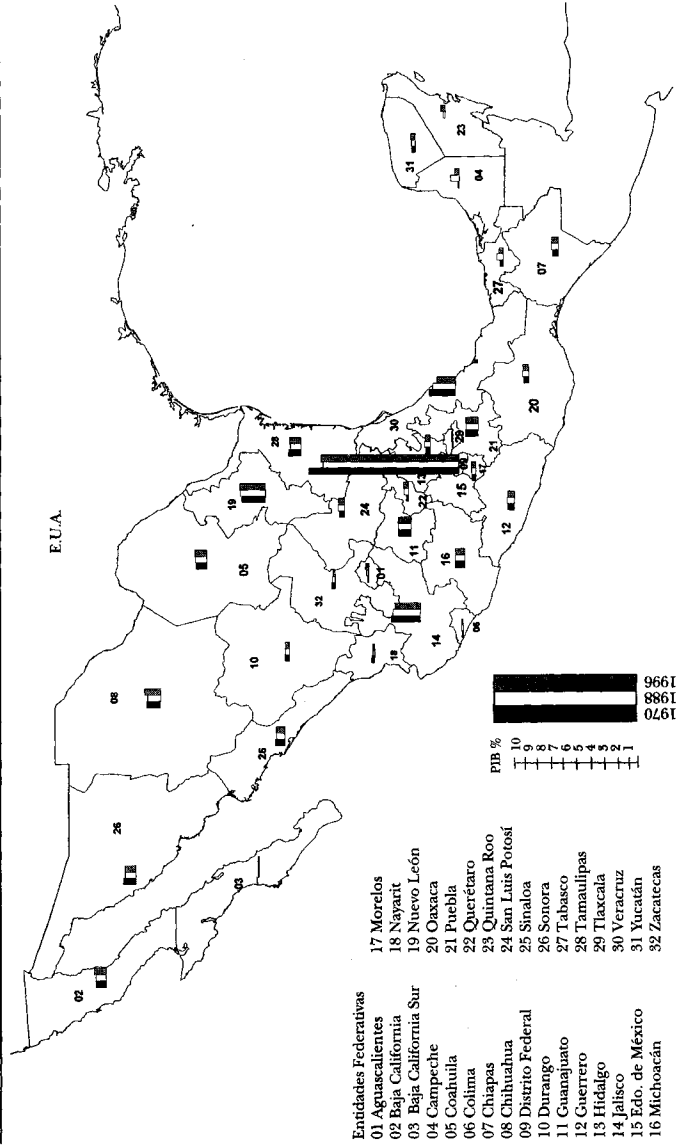 E.U.A.
02
26
08
03
25
10
05
19
28
32
24
18
01
14
06
11
22
13
30
16
15
09
17
29
21
12
20
27
07
04
31
23
Entidades Federativas
01 Aguascalientes
02 Baja California
03 Baja California Sur
04 Campeche
05 Coahuila
06 Colima
07 Chiapas
08 Chihuahua
09 Distrito Federal
10 Durango
11 Guanajuato
12 Guerrero
13 Hidalgo
14 Jalisco
15 Edo. de México
16 Michoacán
17 Morelos
18 Nayarit
19 Nuevo León
20 Oaxaca
21 Puebla
22 Querétaro
23 Quintana Roo
24 San Luis Potosí
25 Sinaloa
26 Sonora
27 Tabasco
28 Tamaulipas
29 Tlaxcala
30 Veracruz
31 Yucatán
32 Zacatecas
PIB %
10
9
8
7
6
5
4
3
2
1
1970
1988
1996